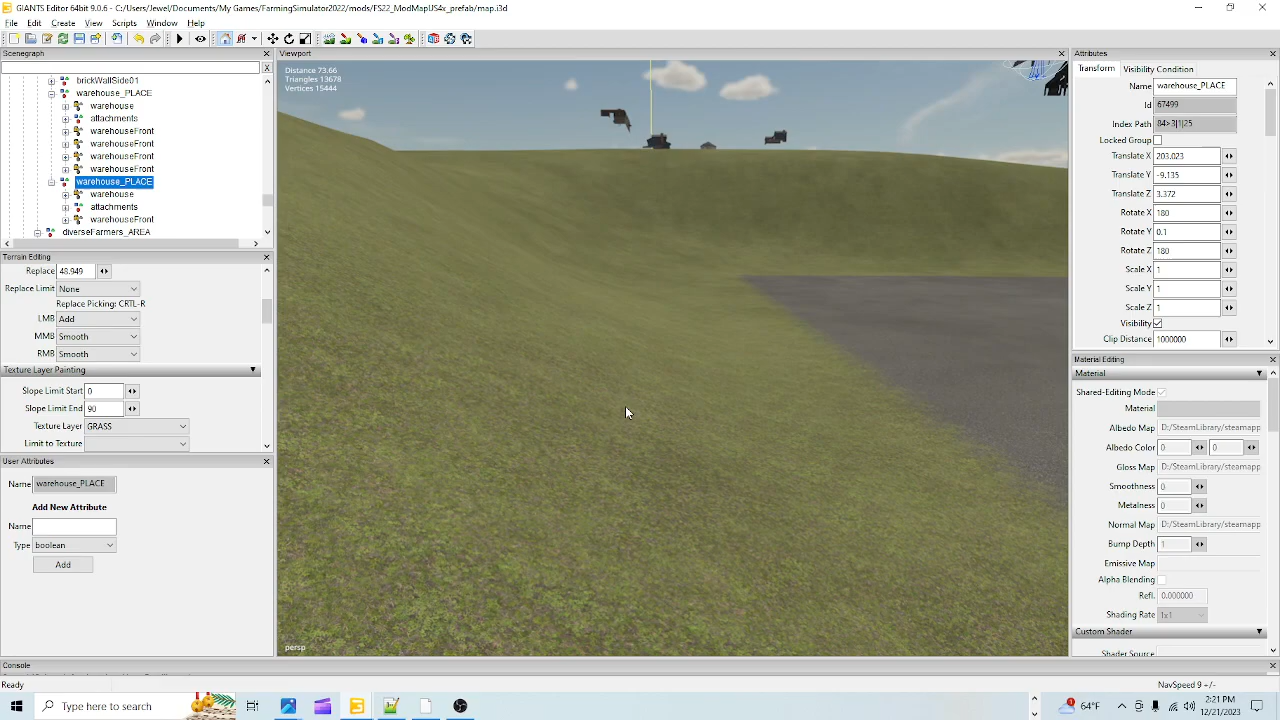 GIANTS Editor 64bit 9.0.6 - C:/Users/Jewel/Documents/My Games/FarmingSimulator2022/mods/FS22_ModMapUS4x_prefab/map.i3d
File Edit Create View Scripts Window Help
Scenegraph
X
brickWallSide01
warehouse_PLACE
warehouse
attachments
warehouseFront
warehouseFront
warehouseFront
warehouseFront
warehouse_PLACE
warehouse
attachments
warehouseFront
diverseFarmers_AREA
Terrain Editing
Replace 48.949
Replace Limit None
Replace Picking: CRTL-R
LMB Add
MMB Smooth
RMB Smooth
Texture Layer Painting
Slope Limit Start 0
Slope Limit End 90
Texture Layer GRASS
Limit to Texture
User Attributes
Name warehouse_PLACE
Add New Attribute
Name
Type boolean
Add
Viewport
Distance 73.66
Triangles 13678
Vertices 15444
persp
Attributes
Transform Visibility Condition
Name warehouse_PLACE
Id 67499
Index Path 84>3|1|25
Locked
Translate X 203.023
Translate Y -9.135
Translate Z 3.372
Rotate X 180
Rotate Y 0.1
Rotate Z 180
Scale X 1
Scale Y 1
Scale Z 1
Visibility
Clip Distance 1000000
Material Editing
Material
Shared-Editing Mode
Material
Albedo Map D:/SteamLibrary/steamapp
Albedo Color 0 0
Gloss Map D:/SteamLibrary/steamapp
Smoothness 0
Metalness 0
Normal Map D:/SteamLibrary/steamapp
Bump Depth 1
Emissive Map
Alpha Blending
Refl. 0.000000
Shading Rate 1x1
Custom Shader
Shader Source
Console
Ready
NavSpeed 9 +/-
Type here to search
64°F
2:21 PM
12/21/2023